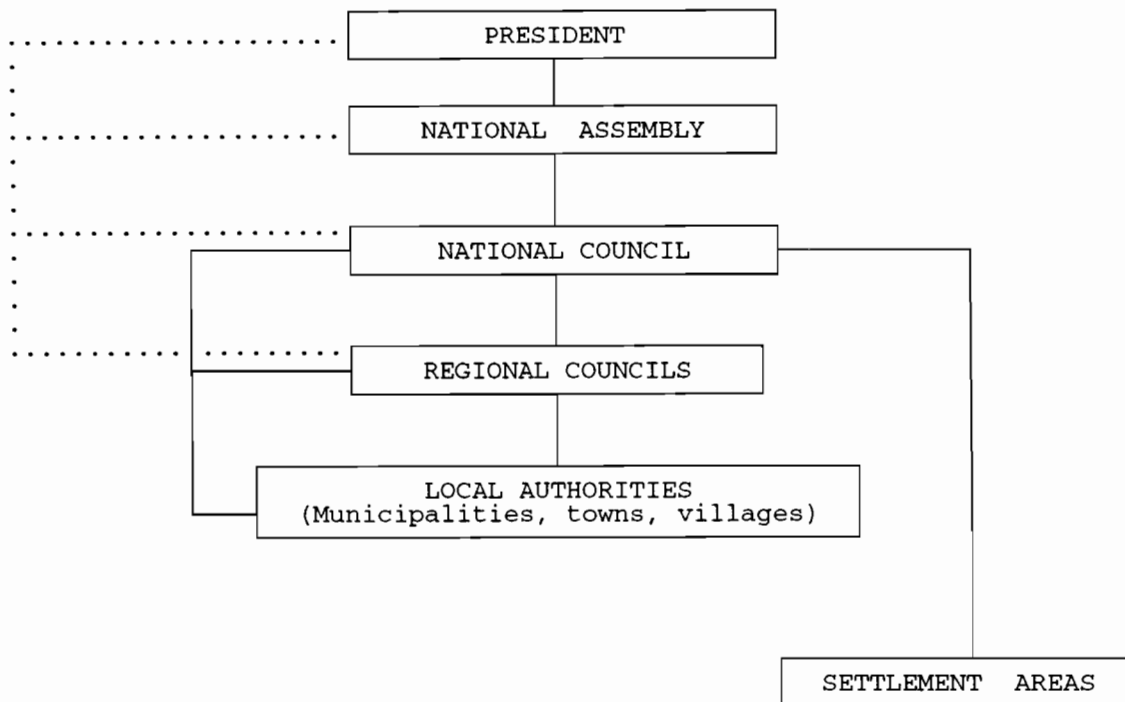 PRESIDENT
NATIONAL ASSEMBLY
NATIONAL COUNCIL
REGIONAL COUNCILS
LOCAL AUTHORITIES
(Municipalities, towns, villages)
SETTLEMENT AREAS